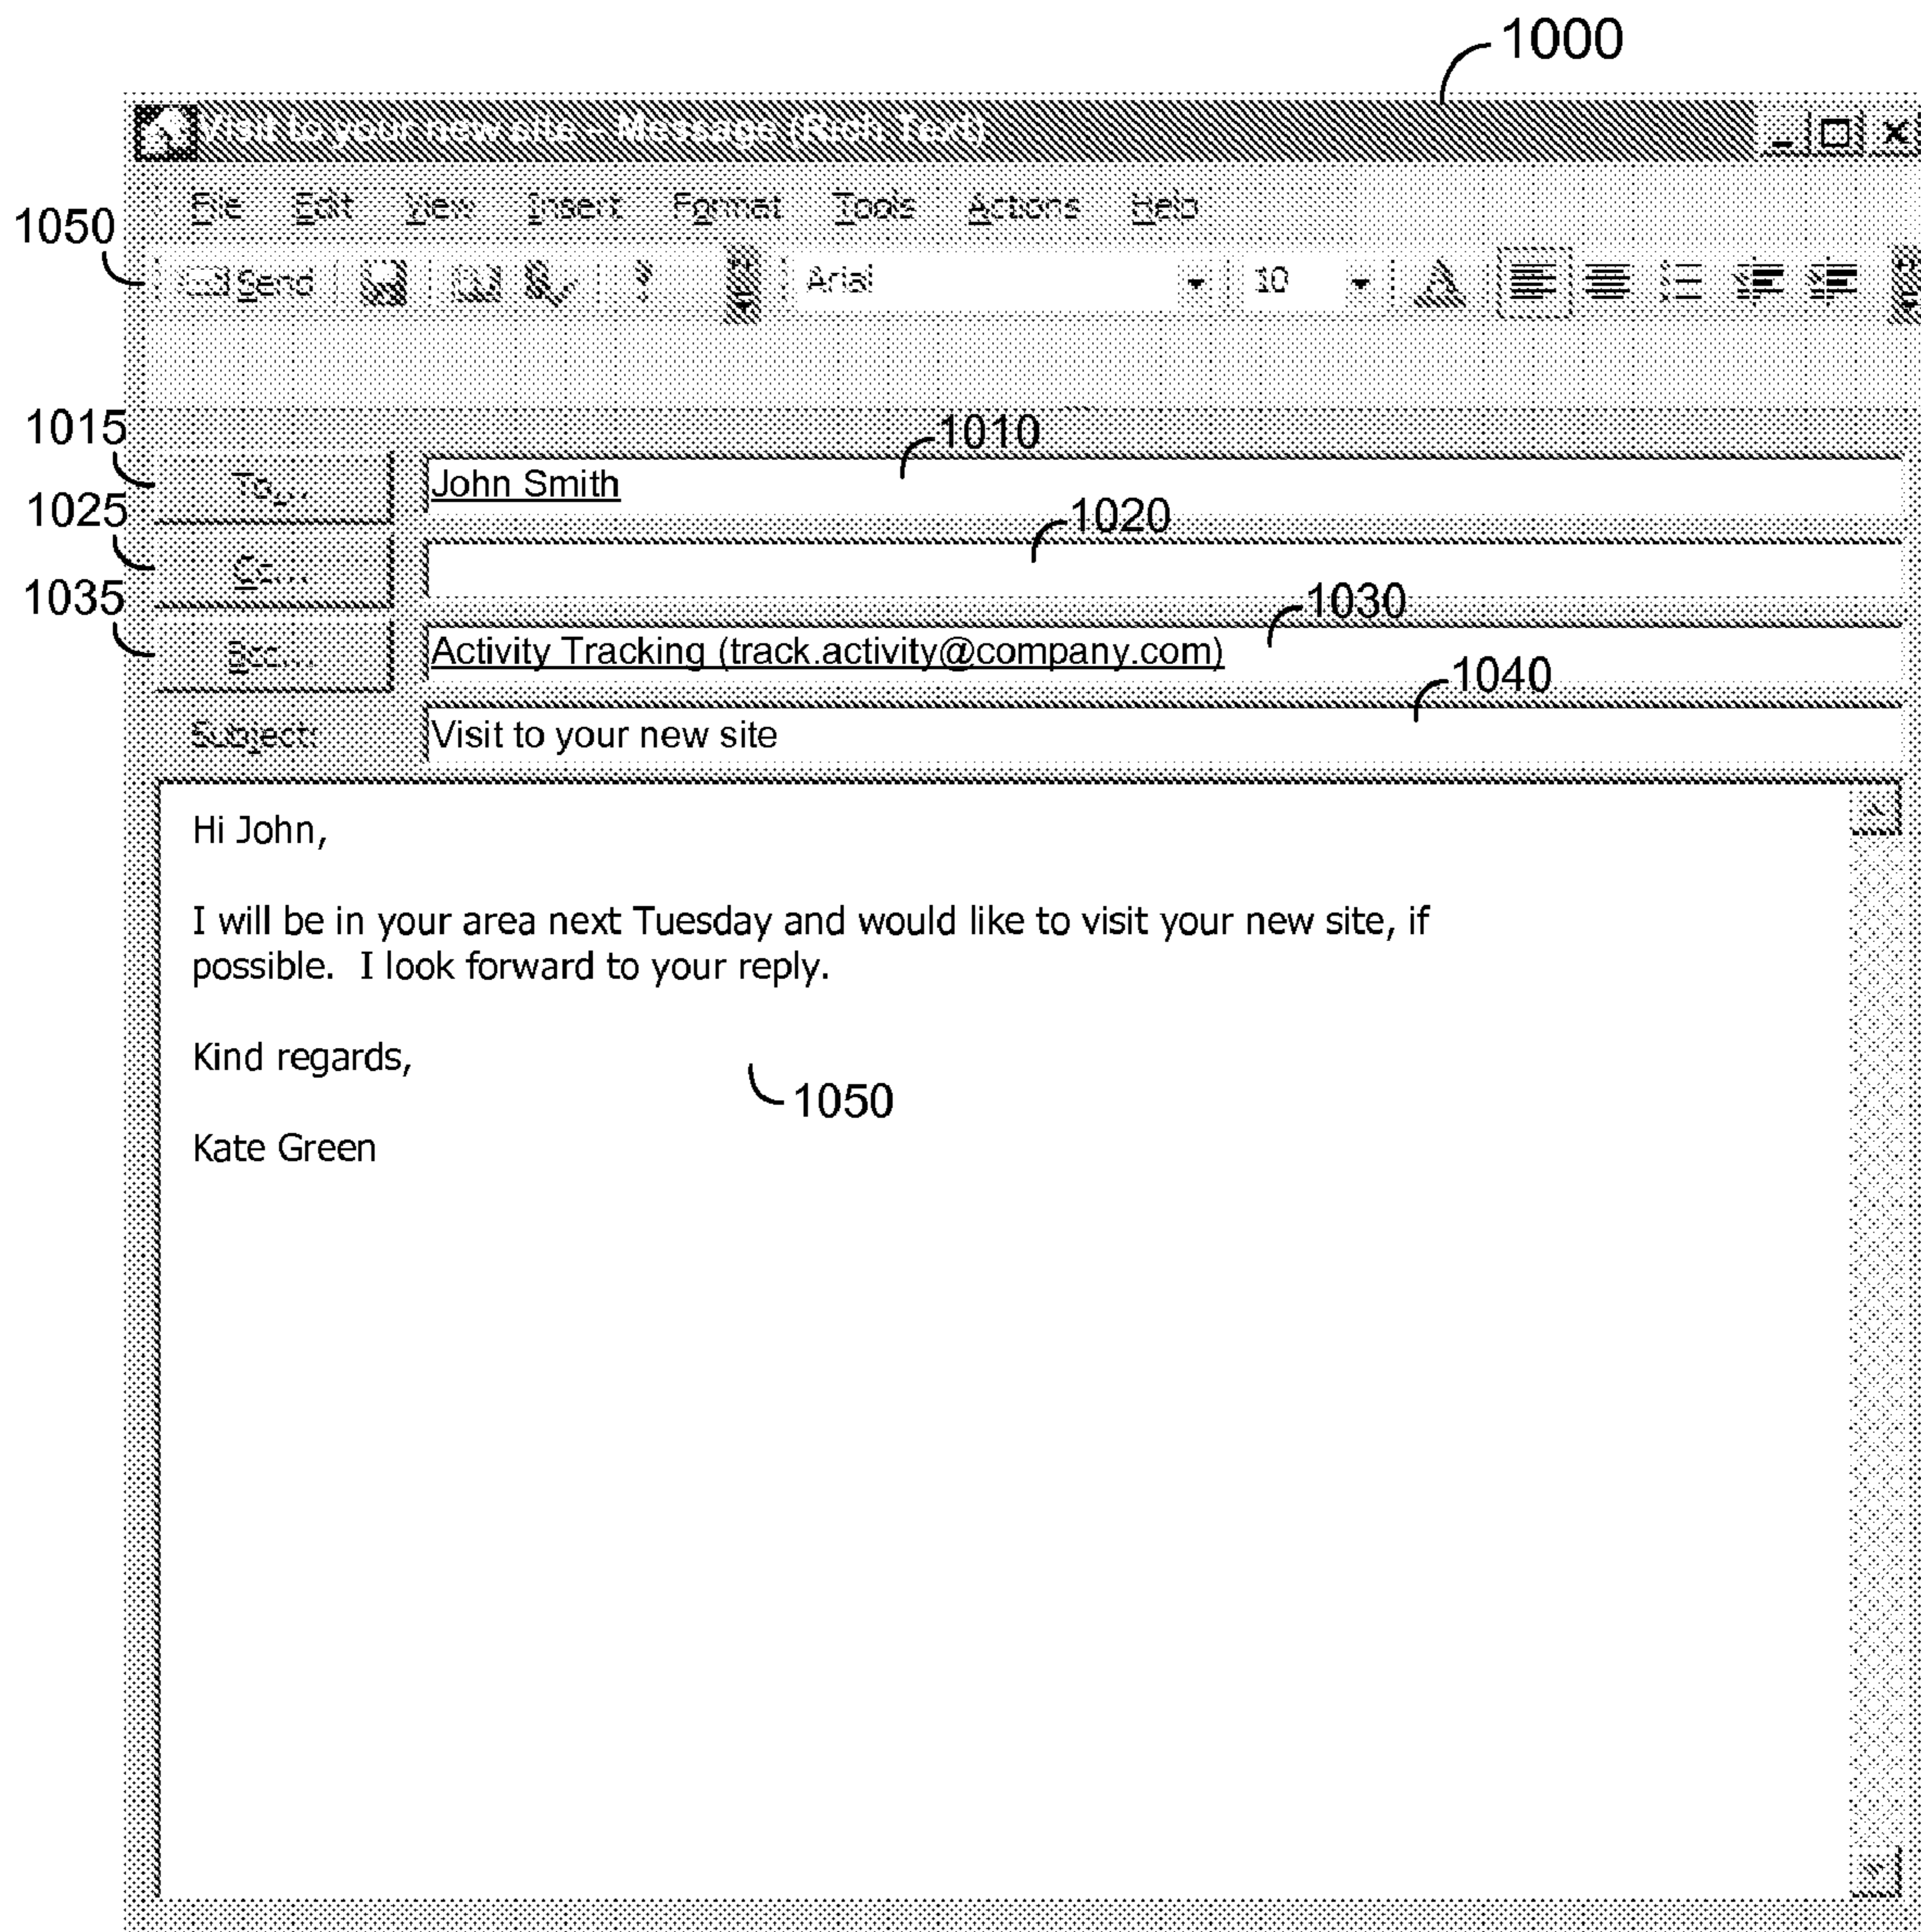 1000
Visit to your new site - Message (Rich Text)
File Edit View Insert Format Tools Actions Help
1050
Send Arial 10 A
1015
To...
1010
John Smith
1025
Cc...
1020
1035
Bcc...
1030
Activity Tracking (track.activity@company.com)
1040
Subject:
Visit to your new site
Hi John,
I will be in your area next Tuesday and would like to visit your new site, if
possible. I look forward to your reply.
Kind regards,
1050
Kate Green